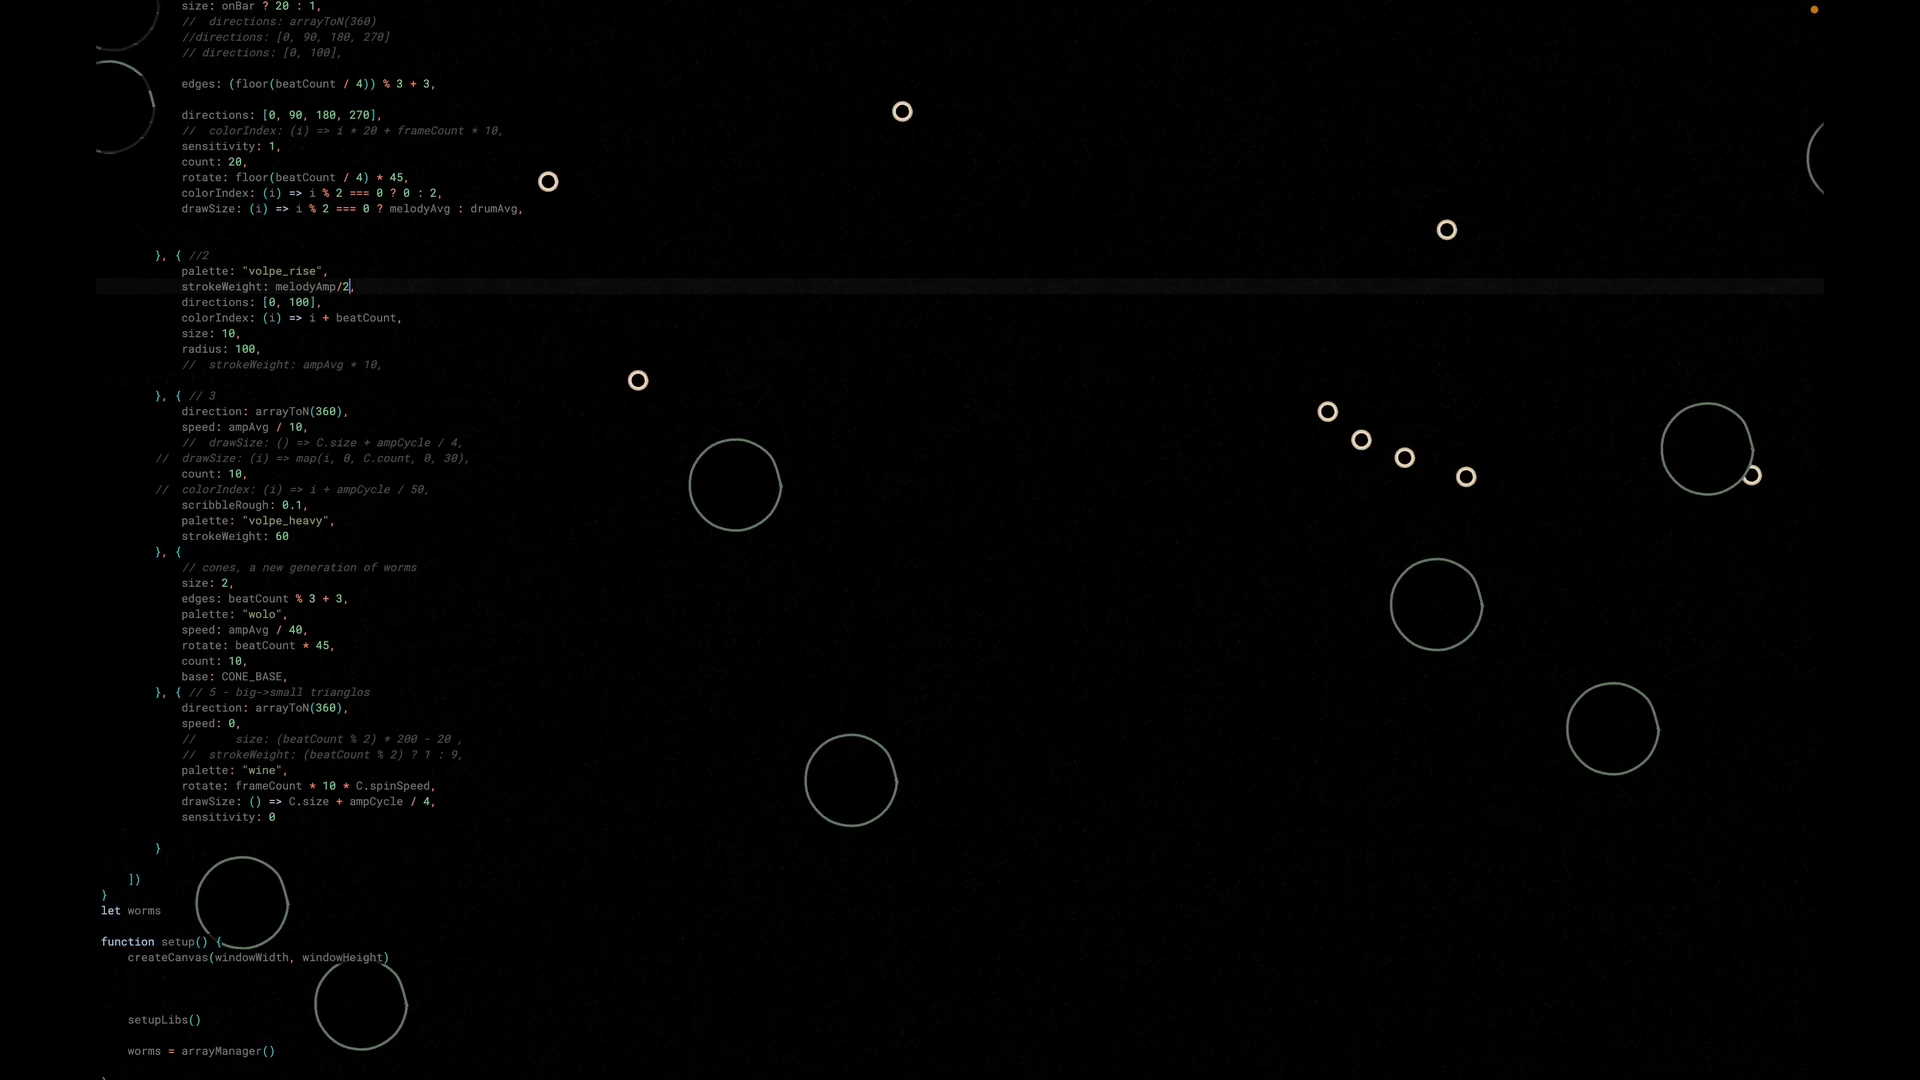 size: onBar ? 20 : 1,
//  directions: arrayToN(360)
//directions: [0, 90, 180, 270]
// directions: [0, 100],
edges: (floor(beatCount / 4)) % 3 + 3,
directions: [0, 90, 180, 270],
//  colorIndex: (i) => i * 20 + frameCount * 10,
sensitivity: 1,
count: 20,
rotate: floor(beatCount / 4) * 45,
colorIndex: (i) => i % 2 === 0 ? 0 : 2,
drawSize: (i) => i % 2 === 0 ? melodyAvg : drumAvg,
}, { //2
palette: "volpe_rise",
strokeWeight: melodyAmp/2,
directions: [0, 100],
colorIndex: (i) => i + beatCount,
size: 10,
radius: 100,
//  strokeWeight: ampAvg * 10,
}, { // 3
direction: arrayToN(360),
speed: ampAvg / 10,
//  drawSize: () => C.size + ampCycle / 4,
//  drawSize: (i) => map(i, 0, C.count, 0, 30),
count: 10,
//  colorIndex: (i) => i + ampCycle / 50,
scribbleRough: 0.1,
palette: "volpe_heavy",
strokeWeight: 60
}, {
// cones, a new generation of worms
size: 2,
edges: beatCount % 3 + 3,
palette: "wolo",
speed: ampAvg / 40,
rotate: beatCount * 45,
count: 10,
base: CONE_BASE,
}, { // 5 - big->small trianglos
direction: arrayToN(360),
speed: 0,
//      size: (beatCount % 2) * 200 - 20 ,
//  strokeWeight: (beatCount % 2) ? 1 : 9,
palette: "wine",
rotate: frameCount * 10 * C.spinSpeed,
drawSize: () => C.size + ampCycle / 4,
sensitivity: 0
}
])
}
let worms
function setup() {
createCanvas(windowWidth, windowHeight)
setupLibs()
worms = arrayManager()